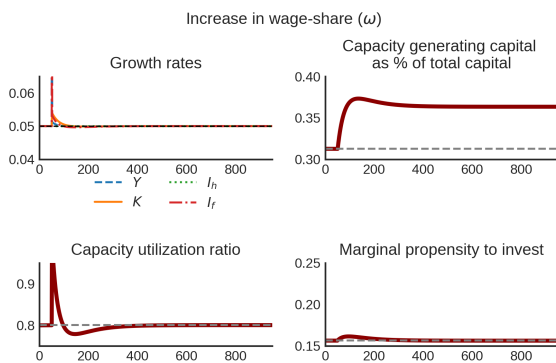 Increase in wage-share (ω)
Growth rates
0.06
0.05
0.04
0 200 400 600 800
Y
K
I_h
I_f
Capacity generating capital
as % of total capital
0.40
0.35
0.30
0 200 400 600 800
Capacity utilization ratio
0.9
0.8
0 200 400 600 800
Marginal propensity to invest
0.25
0.20
0.15
0 200 400 600 800